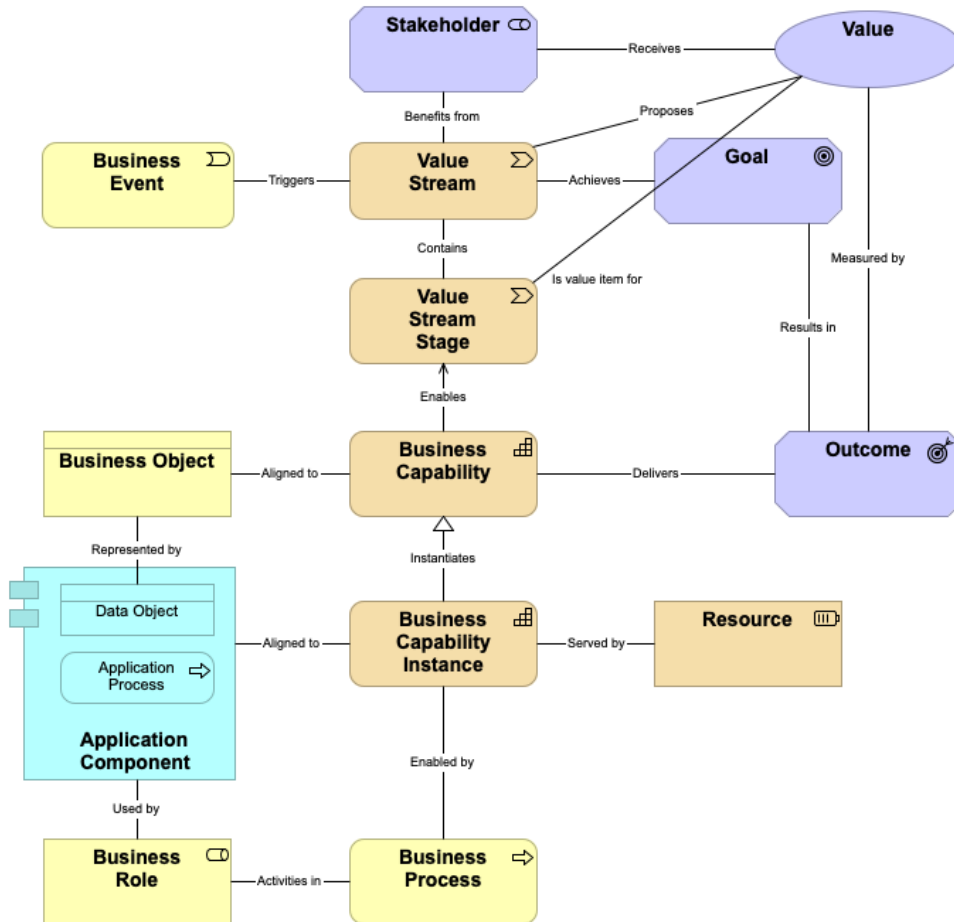 Stakeholder
Value
Receives
Benefits from
Proposes
Business
Event
Triggers
Value
Stream
Achieves
Goal
Contains
Measured by
Is value item for
Value
Stream
Stage
Results in
Enables
Business Object
Aligned to
Business
Capability
Delivers
Outcome
Represented by
Instantiates
Data Object
Application
Process
Application
Component
Aligned to
Business
Capability
Instance
Served by
Resource
Enabled by
Used by
Business
Role
Activities in
Business
Process